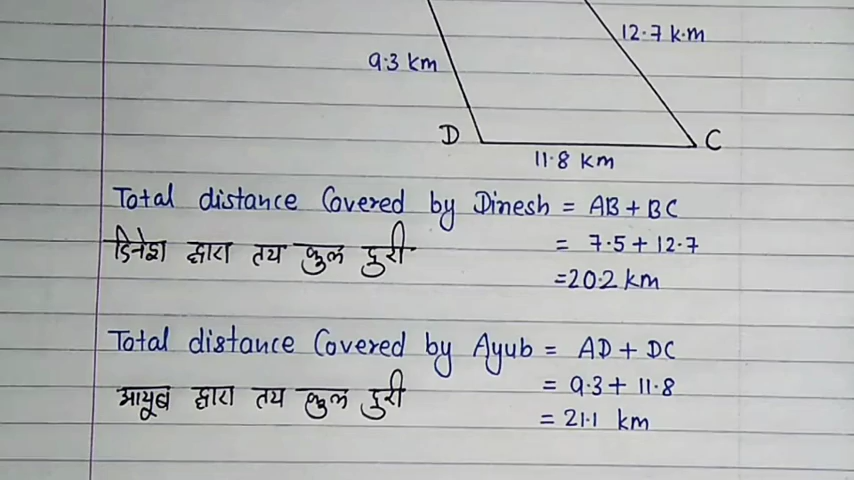 12.7 k.m
9.3 km
D
C
11.8 km
Total distance Covered by Dinesh = AB + BC
डिनेश द्वारा तय कुल दुरी = 7.5 + 12.7
= 20.2 km
Total distance Covered by Ayub = AD + DC
आयूब द्वारा तय कुल दुरी = 9.3 + 11.8
= 21.1 km